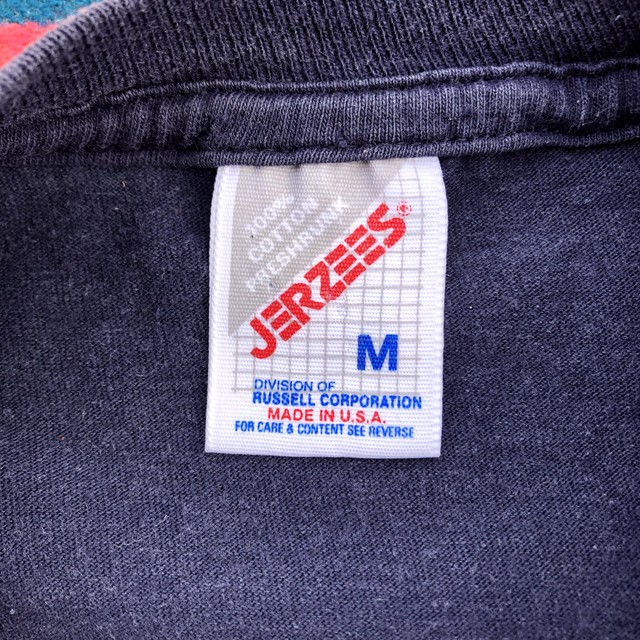 100%
COTTON
PRESHRUNK
JERZEES®
M
DIVISION OF
RUSSELL CORPORATION
MADE IN U.S.A.
FOR CARE & CONTENT SEE REVERSE